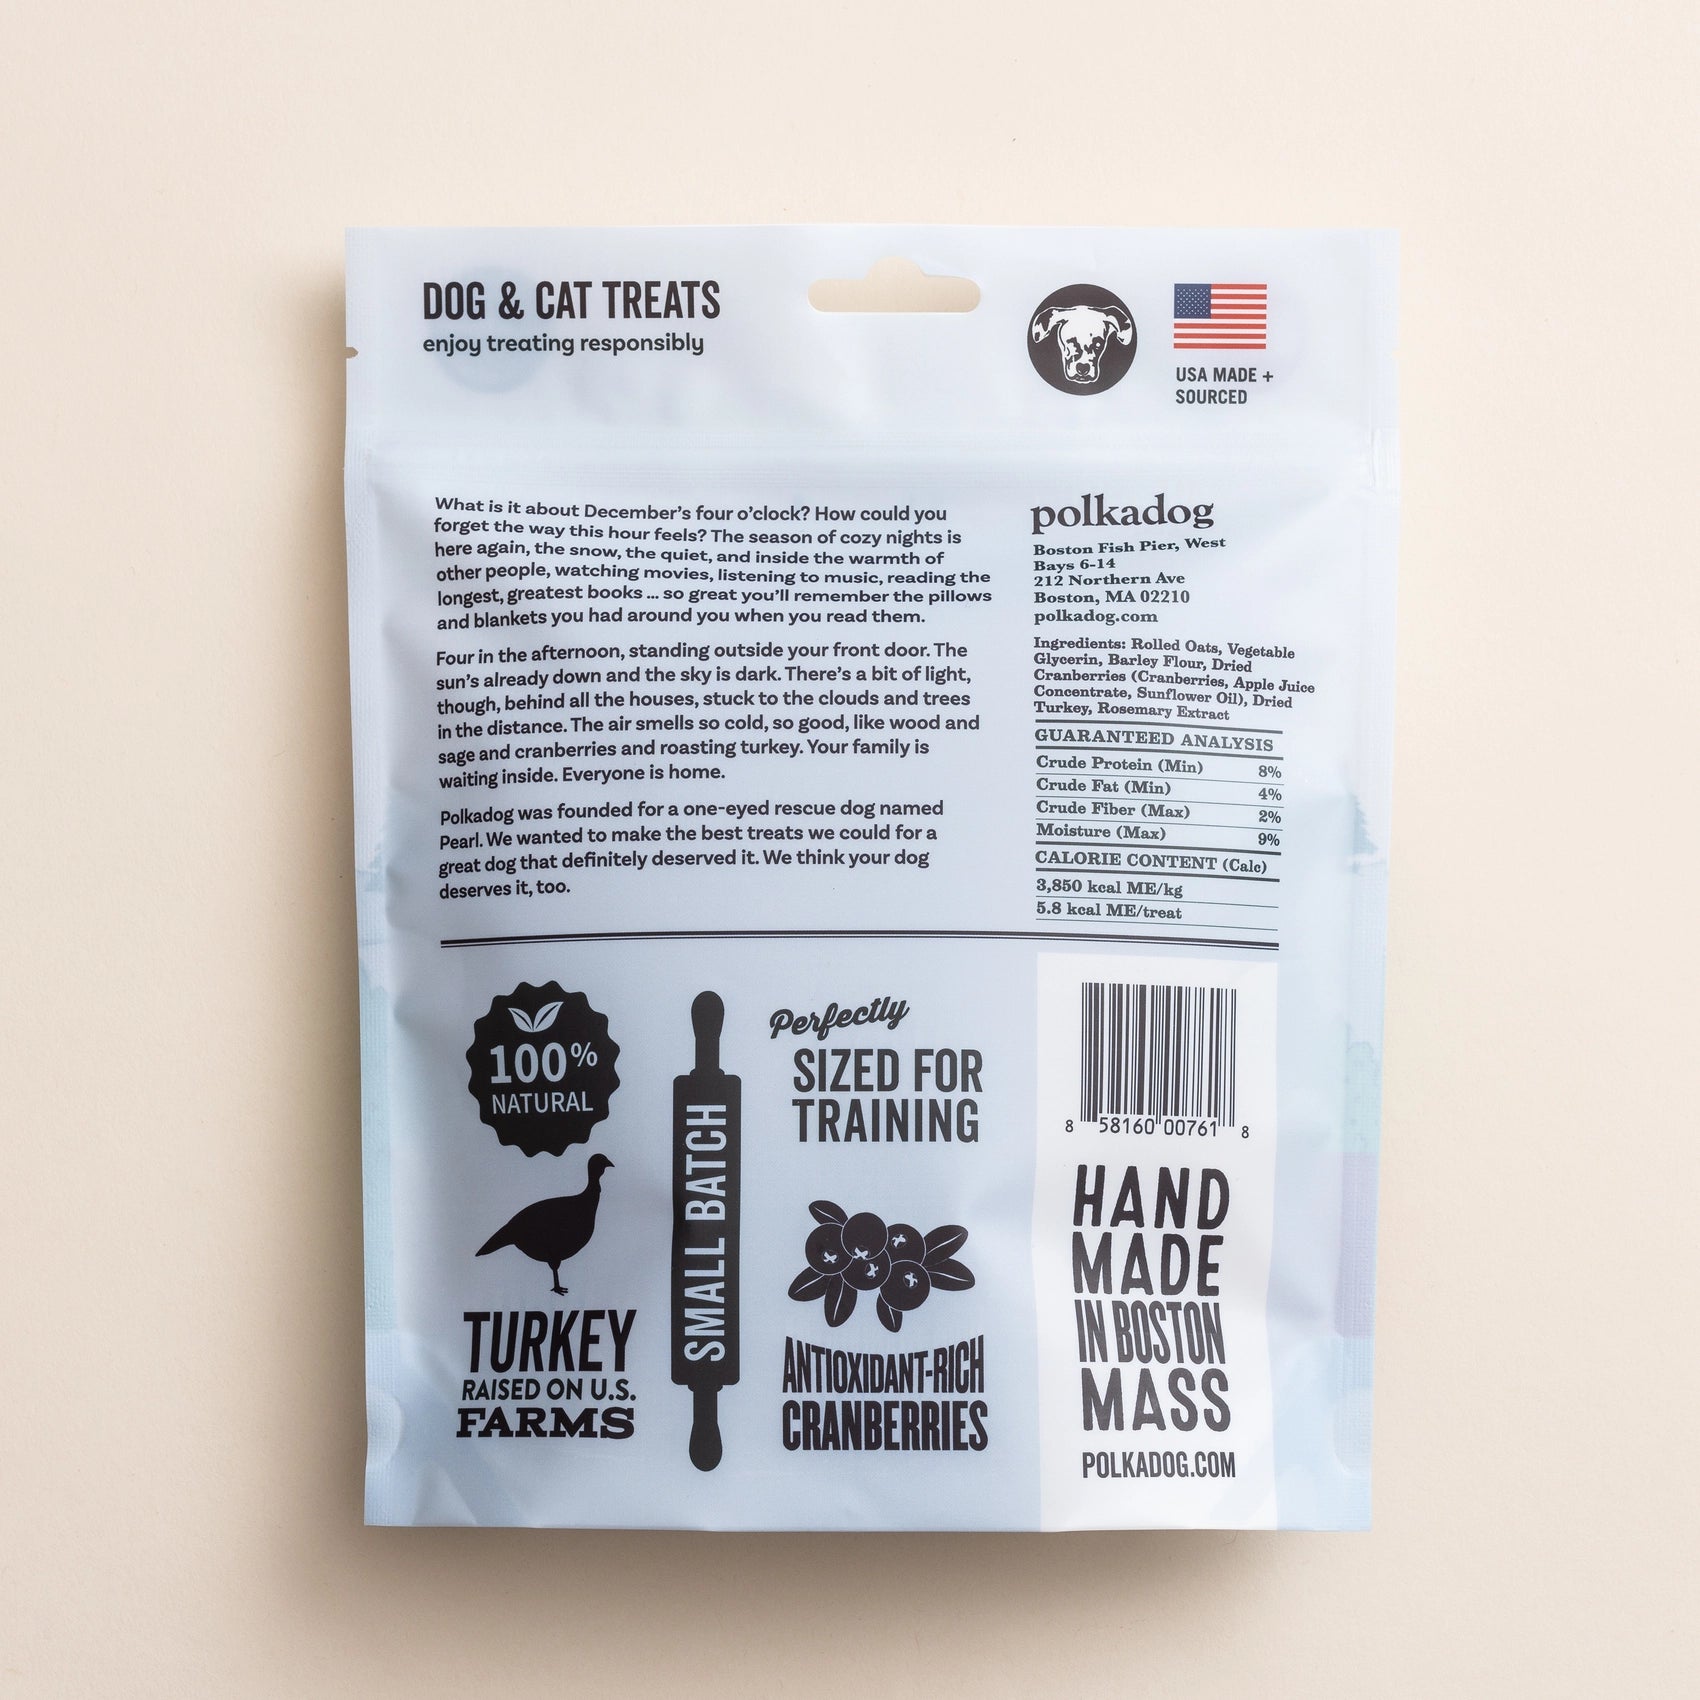 DOG & CAT TREATS
enjoy treating responsibly
USA MADE +
SOURCED
What is it about December's four o'clock? How could you
forget the way this hour feels? The season of cozy nights is
here again, the snow, the quiet, and inside the warmth of
other people, watching movies, listening to music, reading the
longest, greatest books ... so great you'll remember the pillows
and blankets you had around you when you read them.
Four in the afternoon, standing outside your front door. The
sun's already down and the sky is dark. There's a bit of light,
though, behind all the houses, stuck to the clouds and trees
in the distance. The air smells so cold, so good, like wood and
sage and cranberries and roasting turkey. Your family is
waiting inside. Everyone is home.
Polkadog was founded for a one-eyed rescue dog named
Pearl. We wanted to make the best treats we could for a
great dog that definitely deserved it. We think your dog
deserves it, too.
polkadog
Boston Fish Pier, West
Bays 6-14
212 Northern Ave
Boston, MA 02210
polkadog.com
Ingredients: Rolled Oats, Vegetable
Glycerin, Barley Flour, Dried
Cranberries (Cranberries, Apple Juice
Concentrate, Sunflower Oil), Dried
Turkey, Rosemary Extract
GUARANTEED ANALYSIS
Crude Protein (Min) 8%
Crude Fat (Min) 4%
Crude Fiber (Max) 2%
Moisture (Max) 9%
CALORIE CONTENT (Calc)
3,850 kcal ME/kg
5.8 kcal ME/treat
100%
NATURAL
TURKEY
RAISED ON U.S.
FARMS
SMALL BATCH
Perfectly
SIZED FOR
TRAINING
ANTIOXIDANT-RICH
CRANBERRIES
8 58160 00761 8
HAND
MADE
IN BOSTON
MASS
POLKADOG.COM